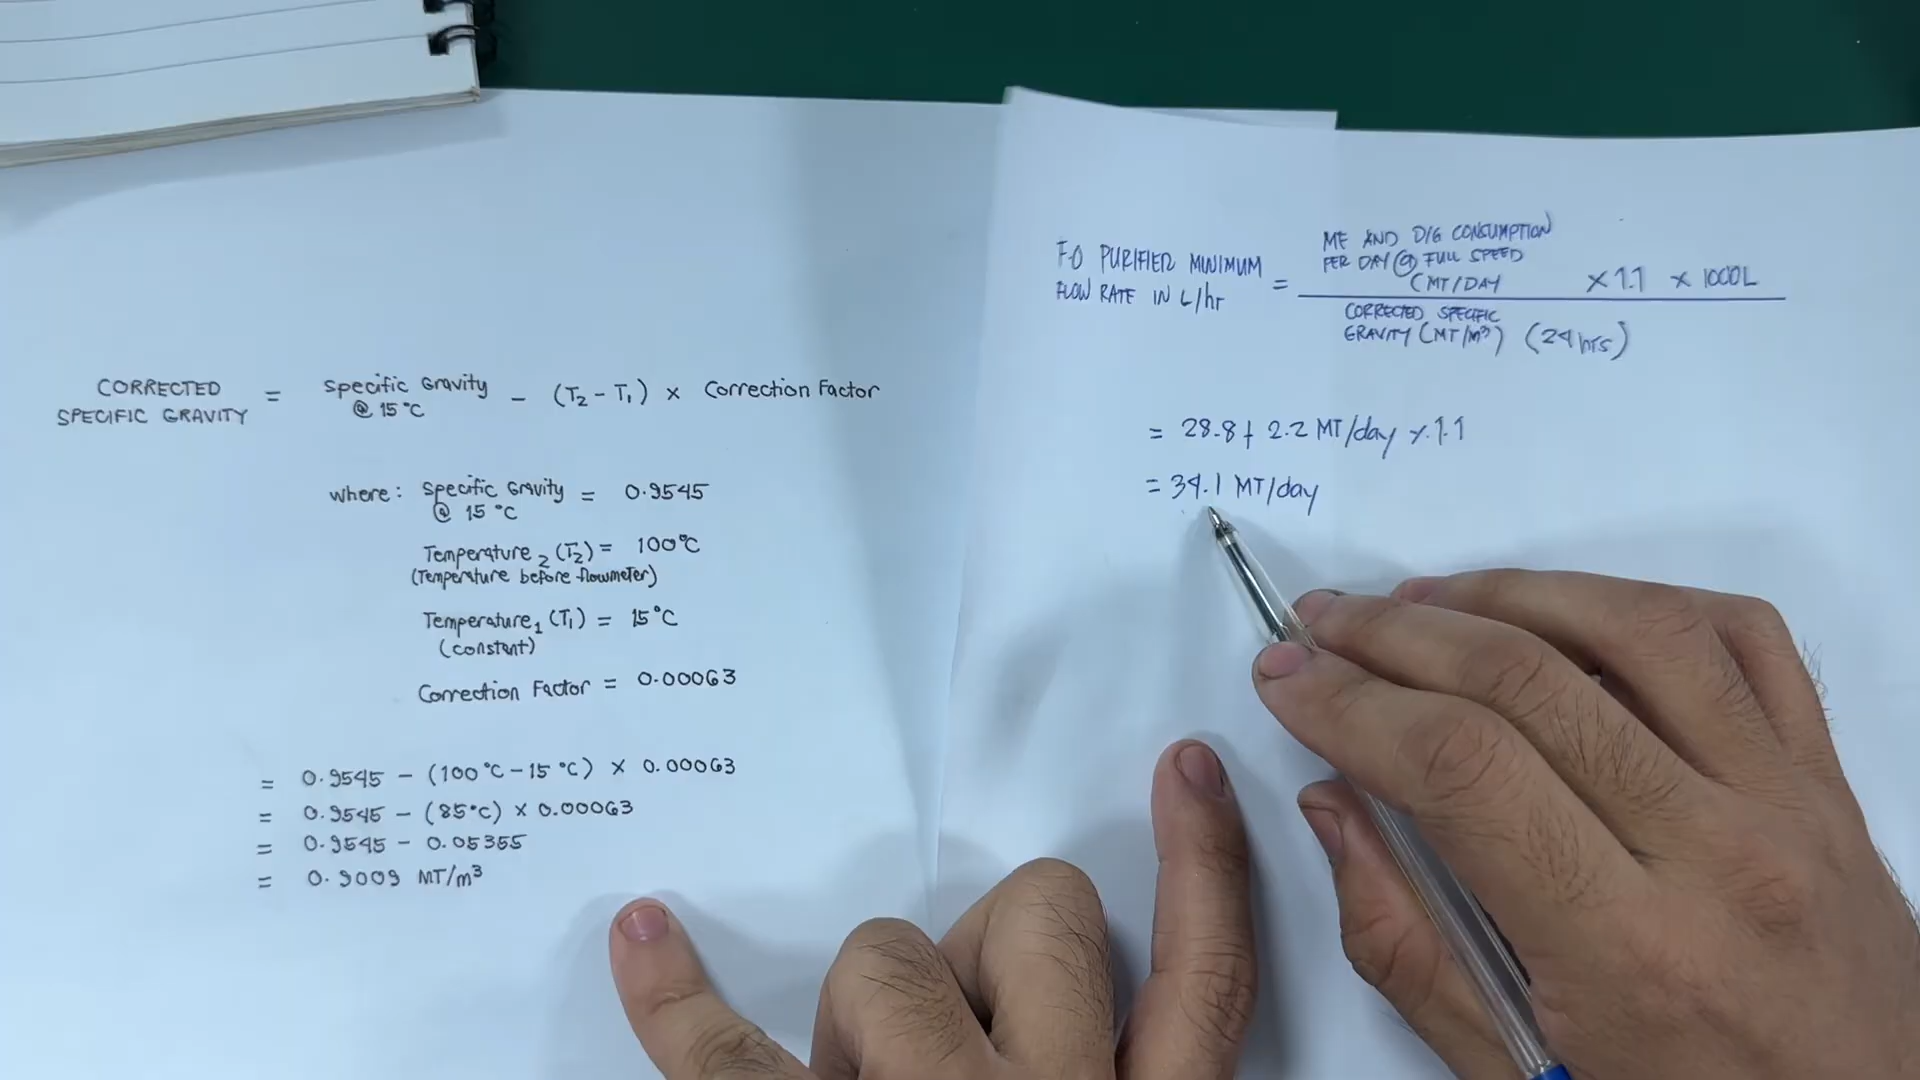 CORRECTED SPECIFIC GRAVITY = Specific Gravity @ 15°C - (T₂ - T₁) × Correction Factor
where: Specific Gravity @ 15°C = 0.9545
Temperature₂ (T₂) = 100°C
(Temperature before flowmeter)
Temperature₁ (T₁) = 15°C
(constant)
Correction Factor = 0.00063
= 0.9545 - (100°C - 15°C) × 0.00063
= 0.9545 - (85°C) × 0.00063
= 0.9545 - 0.05355
= 0.9009 MT/m³
F.O PURIFIER MINIMUM
FLOW RATE IN L/hr =
ME AND D/G CONSUMPTION
PER DAY @ FULL SPEED
(MT/DAY × 1.1 × 1000L
CORRECTED SPECIFIC
GRAVITY (MT/m³) (24 hrs)
= 28.8 + 2.2 MT/day × 1.1
= 34.1 MT/day